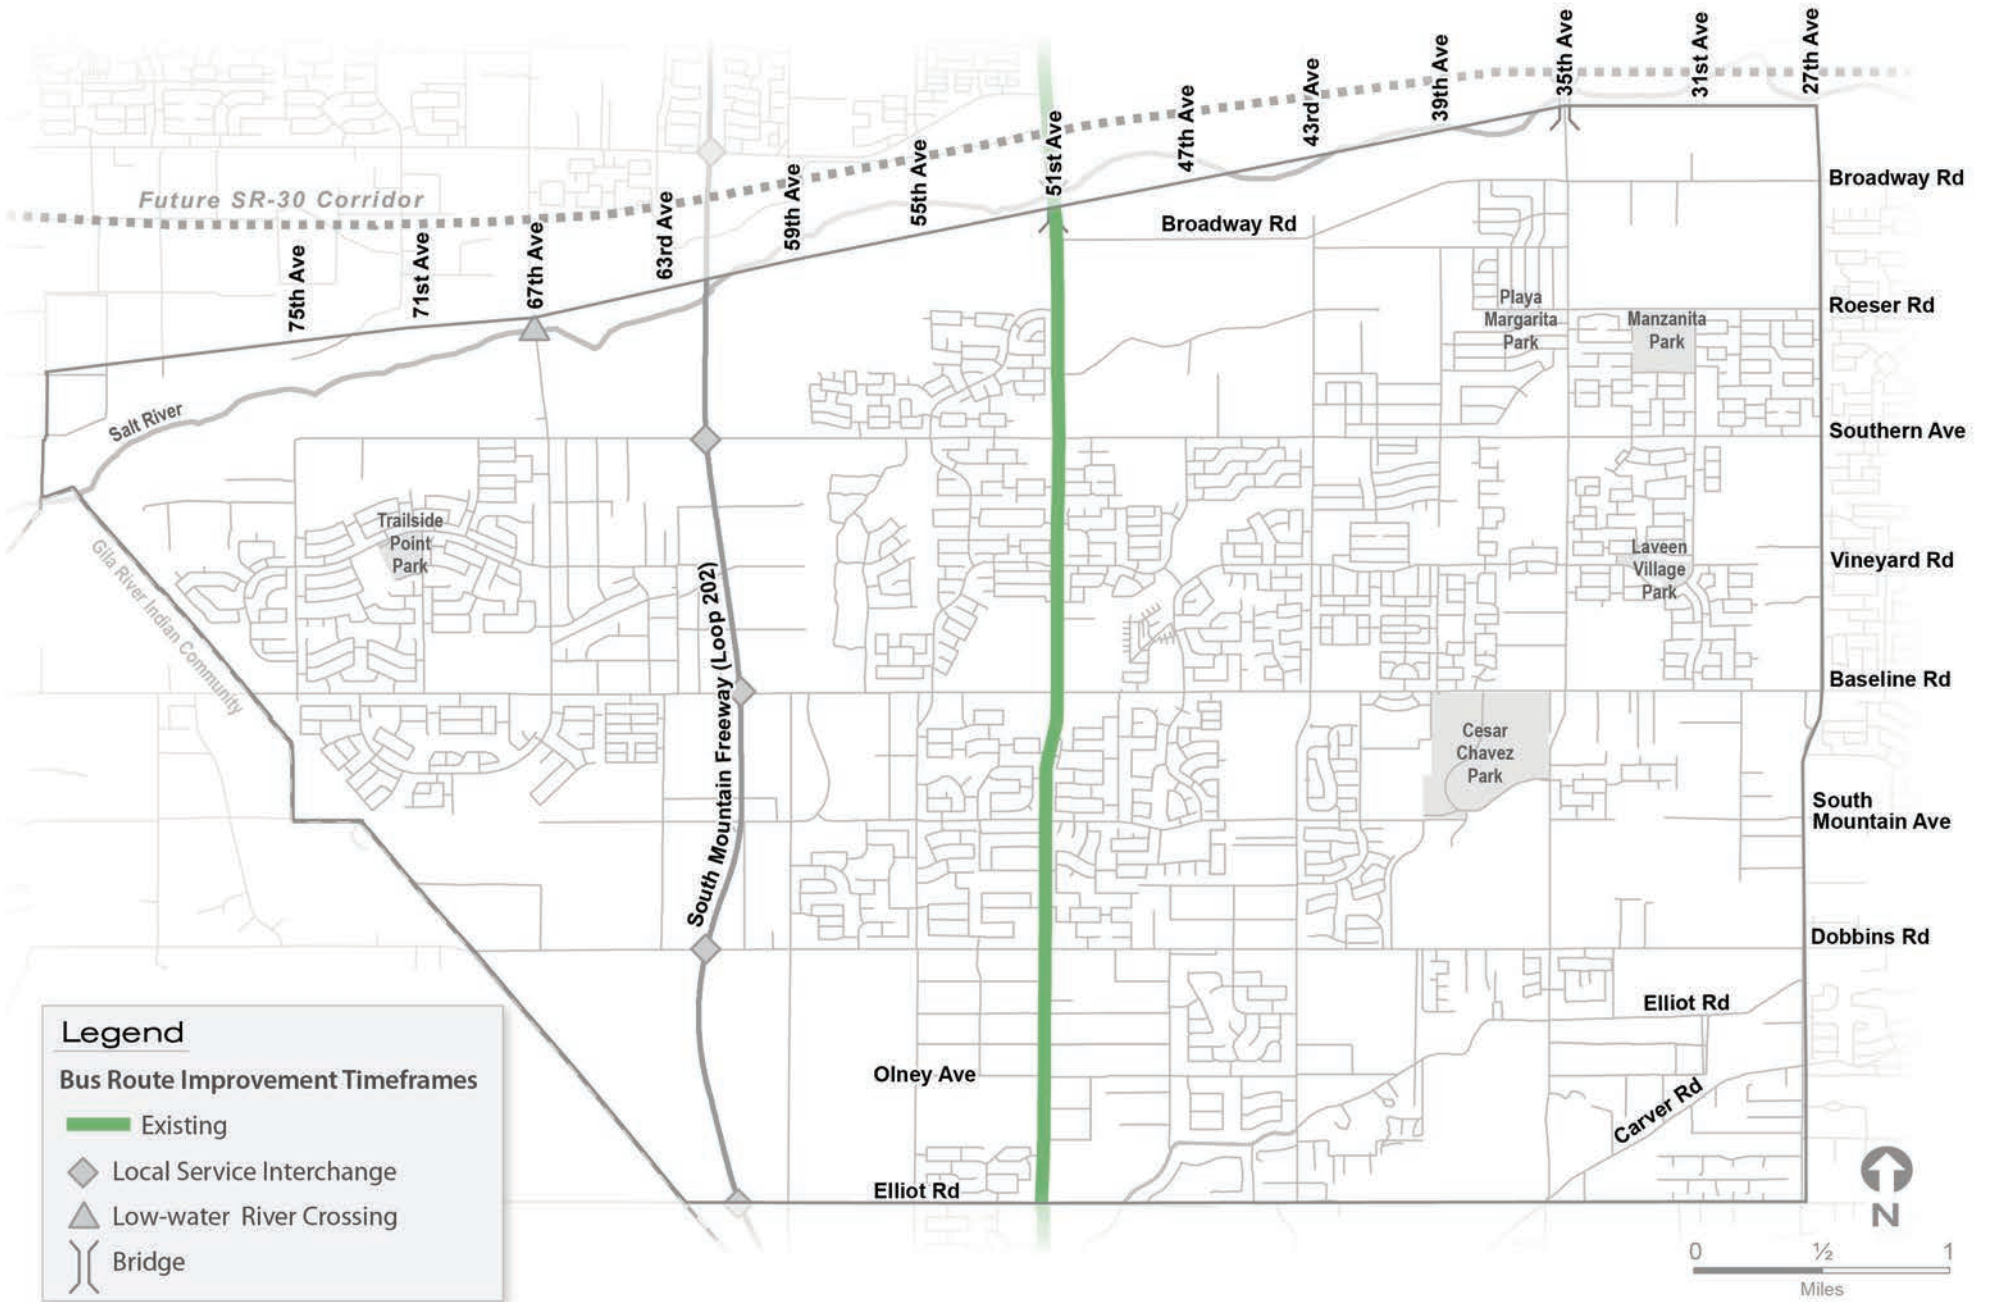 35th Ave
31st Ave
27th Ave
39th Ave
43rd Ave
47th Ave
51st Ave
55th Ave
59th Ave
63rd Ave
67th Ave
71st Ave
75th Ave
Future SR-30 Corridor
Broadway Rd
Broadway Rd
Roeser Rd
Playa
Margarita
Park
Manzanita
Park
Salt River
Southern Ave
Trailside
Point
Park
Laveen
Village
Park
Vineyard Rd
Gila River Indian Community
South Mountain Freeway (Loop 202)
Baseline Rd
Cesar
Chavez
Park
South
Mountain Ave
Dobbins Rd
Elliot Rd
Olney Ave
Carver Rd
Elliot Rd
Legend
Bus Route Improvement Timeframes
Existing
Local Service Interchange
Low-water River Crossing
Bridge
N
0 ½ 1
Miles